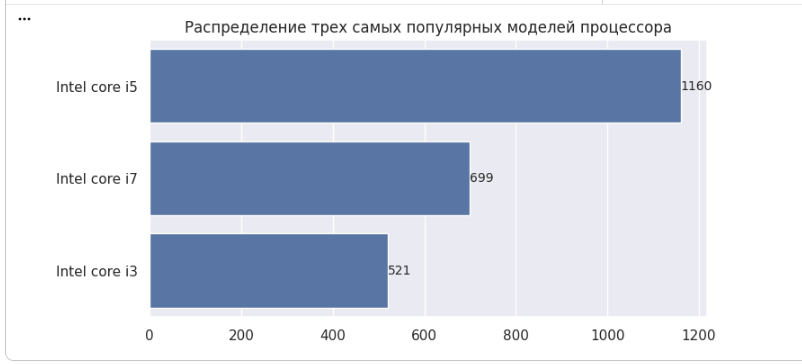 ...
Распределение трех самых популярных моделей процессора
Intel core i5
1160
Intel core i7
699
Intel core i3
521
0 200 400 600 800 1000 1200